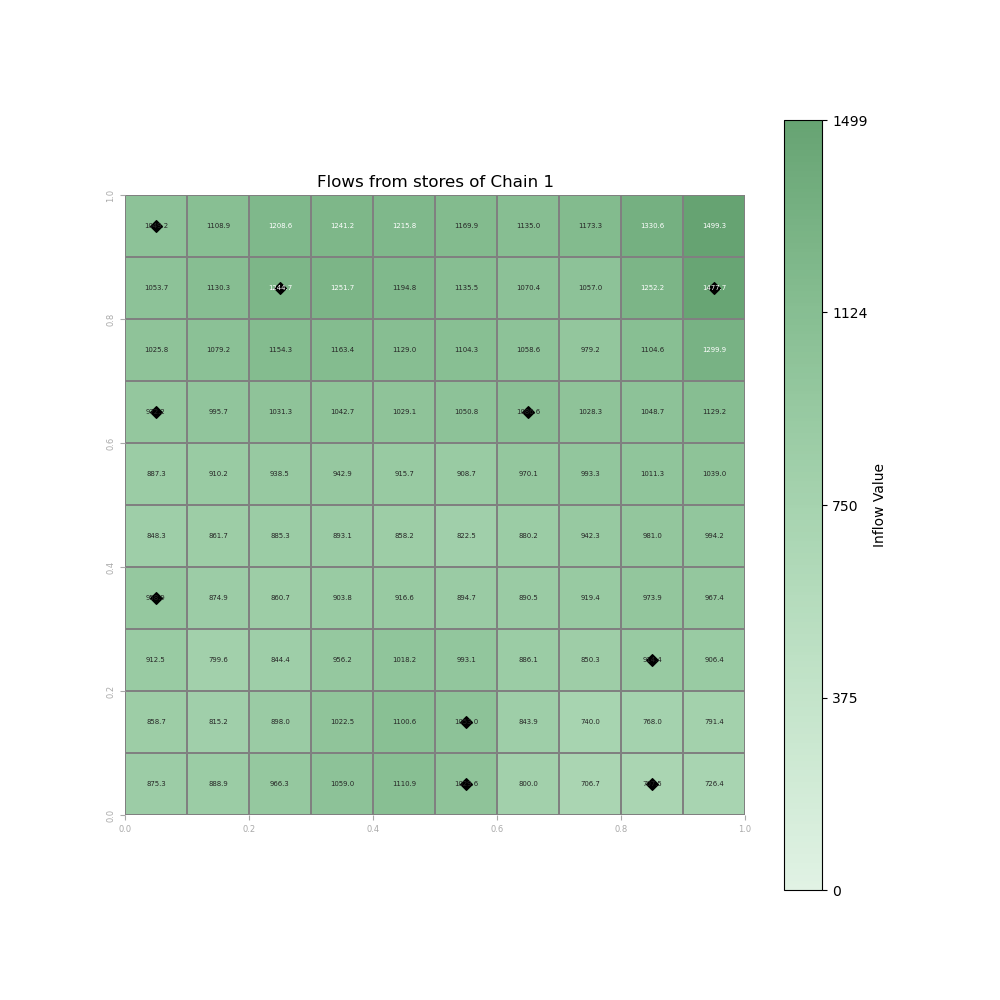 Flows from stores of Chain 1
1499
1.0
1108.9 1208.6 1241.2 1215.8 1169.9 1135.0 1173.3 1330.6 1499.3
1053.7 1130.3 1251.7 1194.8 1135.5 1070.4 1057.0 1252.2
0.8
1124
1025.8 1079.2 1154.3 1163.4 1129.0 1104.3 1058.6 979.2 1104.6 1299.9
995.7 1031.3 1042.7 1029.1 1050.8 1028.3 1048.7 1129.2
0.6
887.3 910.2 938.5 942.9 915.7 908.7 970.1 993.3 1011.3 1039.0
750
Inflow Value
848.3 861.7 885.3 893.1 858.2 822.5 880.2 942.3 981.0 994.2
0.4
874.9 860.7 903.8 916.6 894.7 890.5 919.4 973.9 967.4
912.5 799.6 844.4 956.2 1018.2 993.1 886.1 850.3 906.4
0.2
375
858.7 815.2 898.0 1022.5 1100.6 843.9 740.0 768.0 791.4
875.3 888.9 966.3 1059.0 1110.9 800.0 706.7 726.4
0.0
0.0 0.2 0.4 0.6 0.8 1.0
0